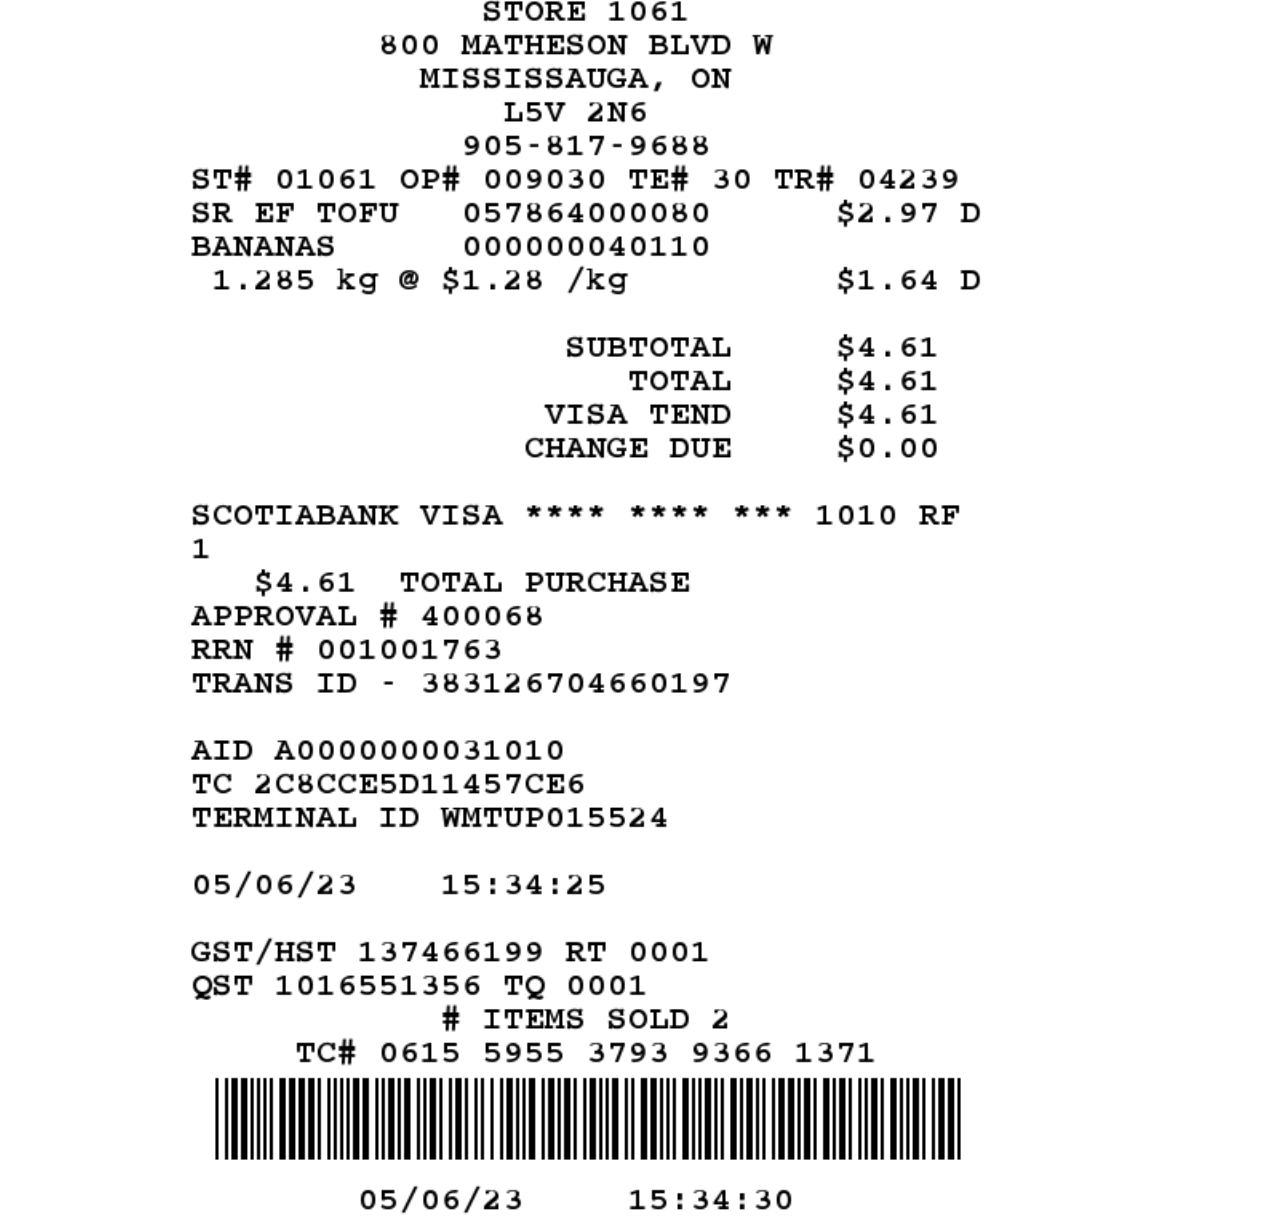 STORE 1061
800 MATHESON BLVD W
MISSISSAUGA, ON
L5V 2N6
905-817-9688
ST# 01061 OP# 009030 TE# 30 TR# 04239
SR EF TOFU 057864000080 $2.97 D
BANANAS 000000040110
1.285 kg @ $1.28 /kg $1.64 D
SUBTOTAL $4.61
TOTAL $4.61
VISA TEND $4.61
CHANGE DUE $0.00
SCOTIABANK VISA **** **** *** 1010 RF
1
$4.61 TOTAL PURCHASE
APPROVAL # 400068
RRN # 001001763
TRANS ID - 383126704660197
AID A0000000031010
TC 2C8CCE5D11457CE6
TERMINAL ID WMTUP015524
05/06/23 15:34:25
GST/HST 137466199 RT 0001
QST 1016551356 TQ 0001
# ITEMS SOLD 2
TC# 0615 5955 3793 9366 1371
05/06/23 15:34:30